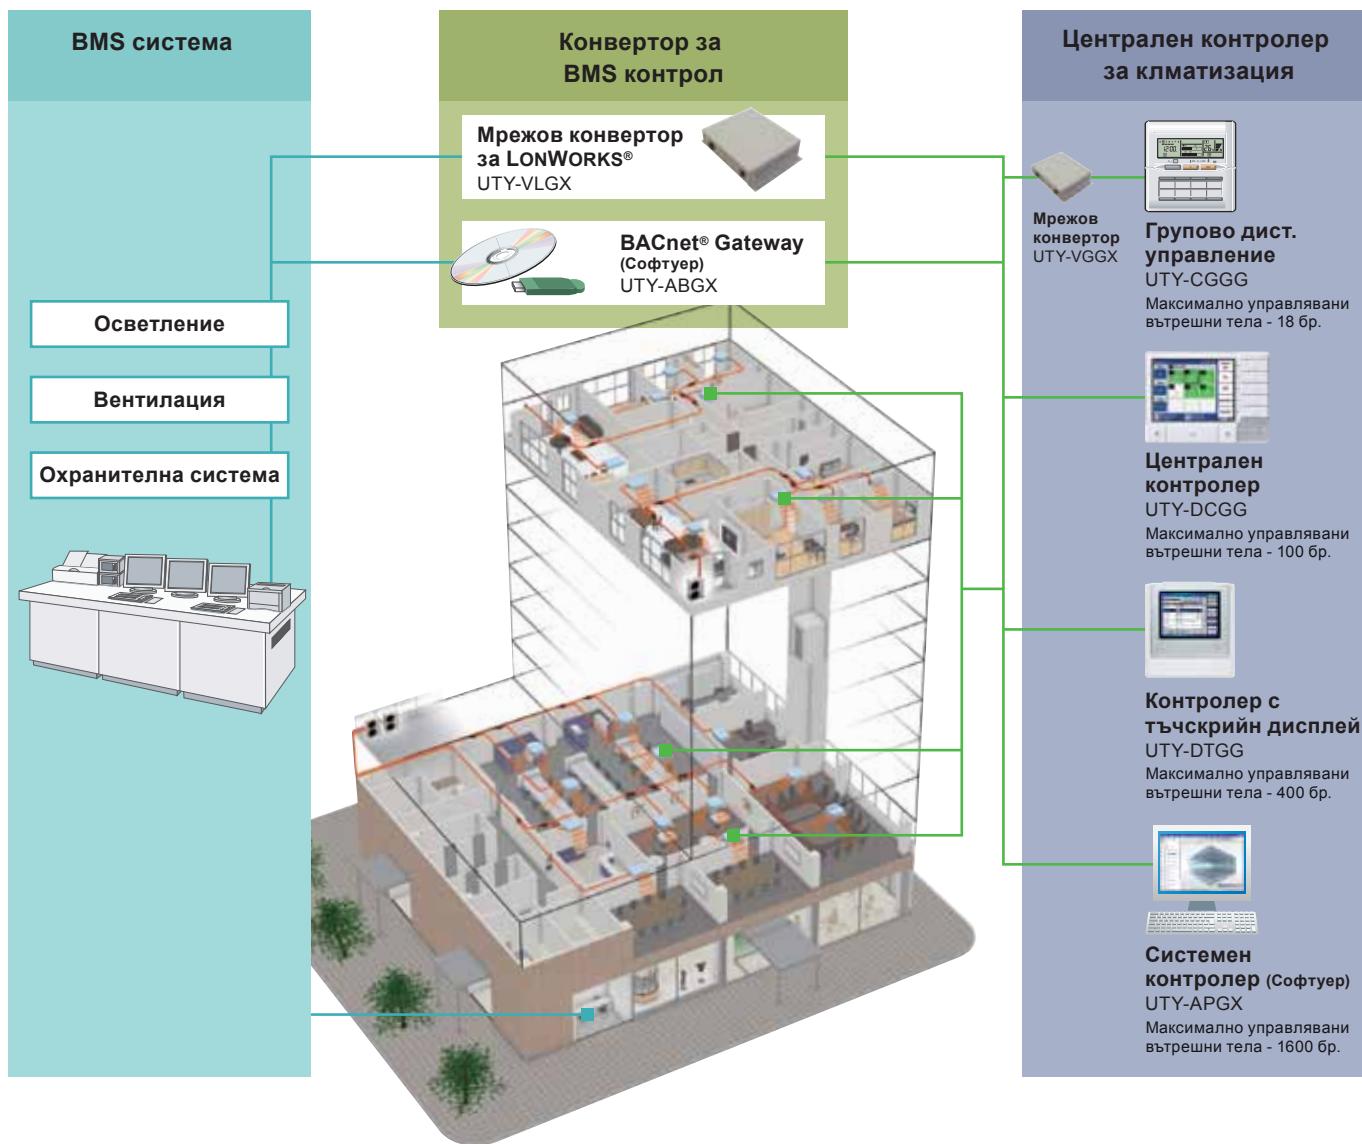 BMS система
Осветление
Вентилация
Охранителна система
Конвертор за
BMS контрол
Мрежов конвертор
за LONWORKS®
UTY-VLGX
BACnet® Gateway
(Софтуер)
UTY-ABGX
Централен контролер
за клматизация
Мрежов
конвертор
UTY-VGGX
Групово дист.
управление
UTY-CGGG
Максимално управлявани
вътрешни тела - 18 бр.
Централен
контролер
UTY-DCGG
Максимално управлявани
вътрешни тела - 100 бр.
Контролер с
тъчскрийн дисплей
UTY-DTGG
Максимално управлявани
вътрешни тела - 400 бр.
Системен
контролер (Софтуер)
UTY-APGX
Максимално управлявани
вътрешни тела - 1600 бр.